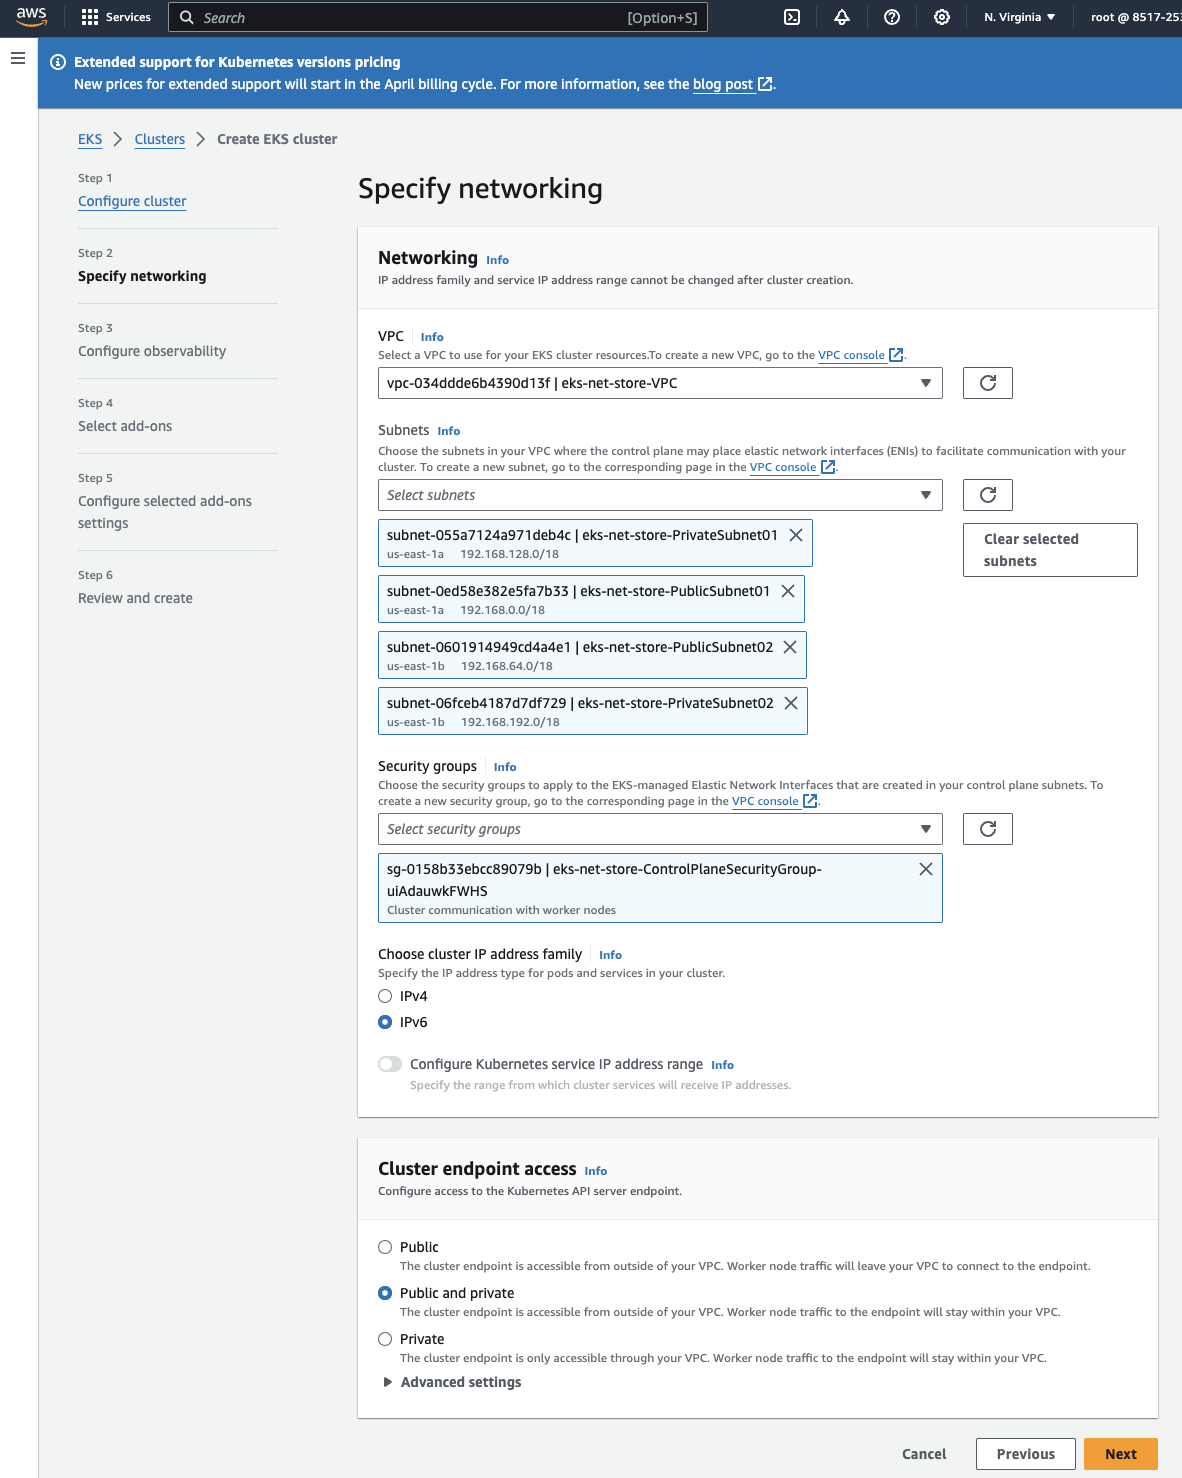 aws
Services
Search
[Option+S]
N. Virginia
root @ 8517-253
Extended support for Kubernetes versions pricing
New prices for extended support will start in the April billing cycle. For more information, see the blog post.
EKS
Clusters
Create EKS cluster
Step 1
Configure cluster
Step 2
Specify networking
Step 3
Configure observability
Step 4
Select add-ons
Step 5
Configure selected add-ons
settings
Step 6
Review and create
Specify networking
Networking Info
IP address family and service IP address range cannot be changed after cluster creation.
VPC Info
Select a VPC to use for your EKS cluster resources.To create a new VPC, go to the VPC console.
vpc-034ddde6b4390d13f | eks-net-store-VPC
Subnets Info
Choose the subnets in your VPC where the control plane may place elastic network interfaces (ENIs) to facilitate communication with your
cluster. To create a new subnet, go to the corresponding page in the VPC console.
Select subnets
subnet-055a7124a971deb4c | eks-net-store-PrivateSubnet01
us-east-1a 192.168.128.0/18
Clear selected
subnets
subnet-0ed58e382e5fa7b33 | eks-net-store-PublicSubnet01
us-east-1a 192.168.0.0/18
subnet-0601914949cd4a4e1 | eks-net-store-PublicSubnet02
us-east-1b 192.168.64.0/18
subnet-06fceb4187d7df729 | eks-net-store-PrivateSubnet02
us-east-1b 192.168.192.0/18
Security groups Info
Choose the security groups to apply to the EKS-managed Elastic Network Interfaces that are created in your control plane subnets. To
create a new security group, go to the corresponding page in the VPC console.
Select security groups
sg-0158b33ebcc89079b | eks-net-store-ControlPlaneSecurityGroup-
uiAdauwkFWHS
Cluster communication with worker nodes
Choose cluster IP address family Info
Specify the IP address type for pods and services in your cluster.
IPv4
IPv6
Configure Kubernetes service IP address range Info
Specify the range from which cluster services will receive IP addresses.
Cluster endpoint access Info
Configure access to the Kubernetes API server endpoint.
Public
The cluster endpoint is accessible from outside of your VPC. Worker node traffic will leave your VPC to connect to the endpoint.
Public and private
The cluster endpoint is accessible from outside of your VPC. Worker node traffic to the endpoint will stay within your VPC.
Private
The cluster endpoint is only accessible through your VPC. Worker node traffic to the endpoint will stay within your VPC.
Advanced settings
Cancel
Previous
Next